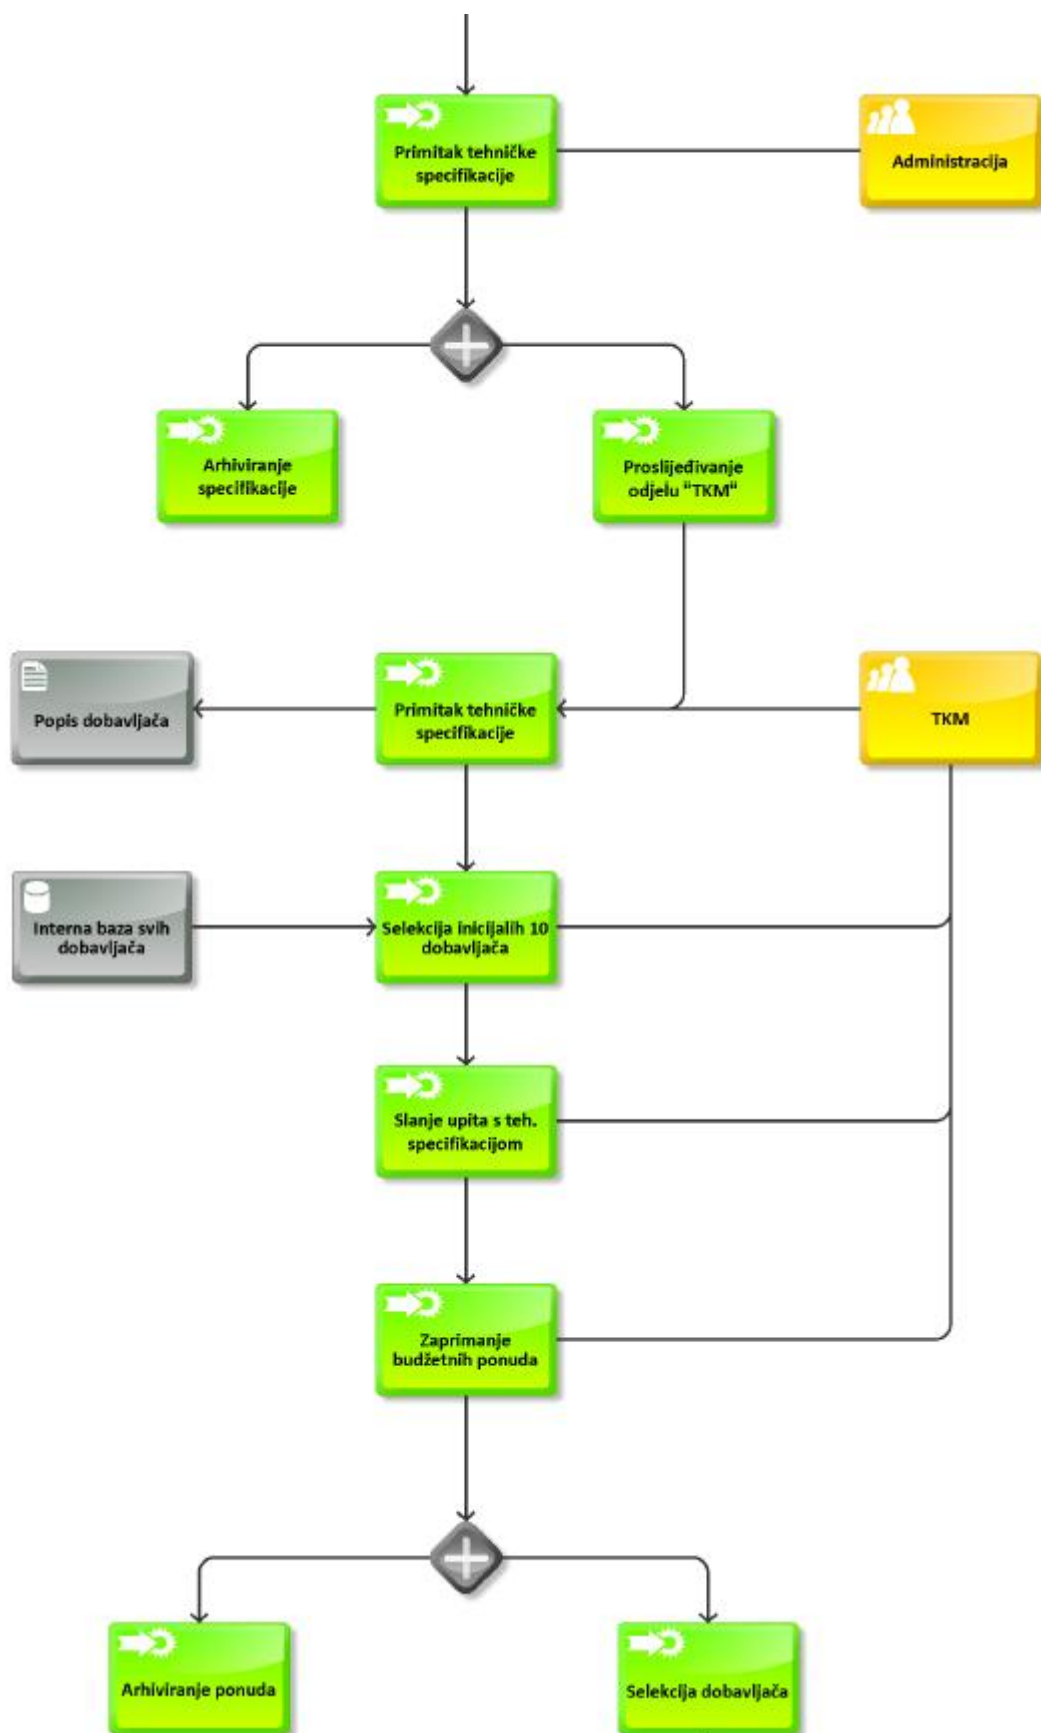 Primitak tehničke
specifikacije
Administracija
Arhiviranje
specifikacije
Proslijeđivanje
odjelu "TKM"
Popis dobavljača
Primitak tehničke
specifikacije
TKM
Interna baza svih
dobavljača
Selekcija inicijalih 10
dobavljača
Slanje upita s teh.
specifikacijom
Zaprimanje
budžetnih ponuda
Arhiviranje ponuda
Selekcija dobavljača